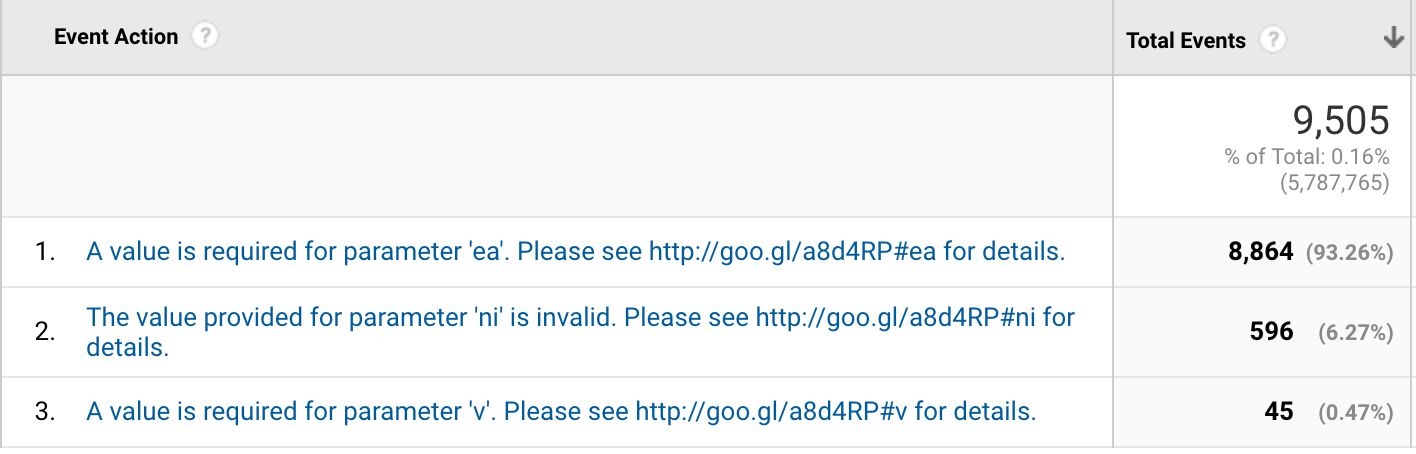 Event Action ?
Total Events ?
9,505
% of Total: 0.16%
(5,787,765)
1. A value is required for parameter 'ea'. Please see http://goo.gl/a8d4RP#ea for details. 8,864 (93.26%)
2. The value provided for parameter 'ni' is invalid. Please see http://goo.gl/a8d4RP#ni for
details.
596 (6.27%)
3. A value is required for parameter 'v'. Please see http://goo.gl/a8d4RP#v for details. 45 (0.47%)